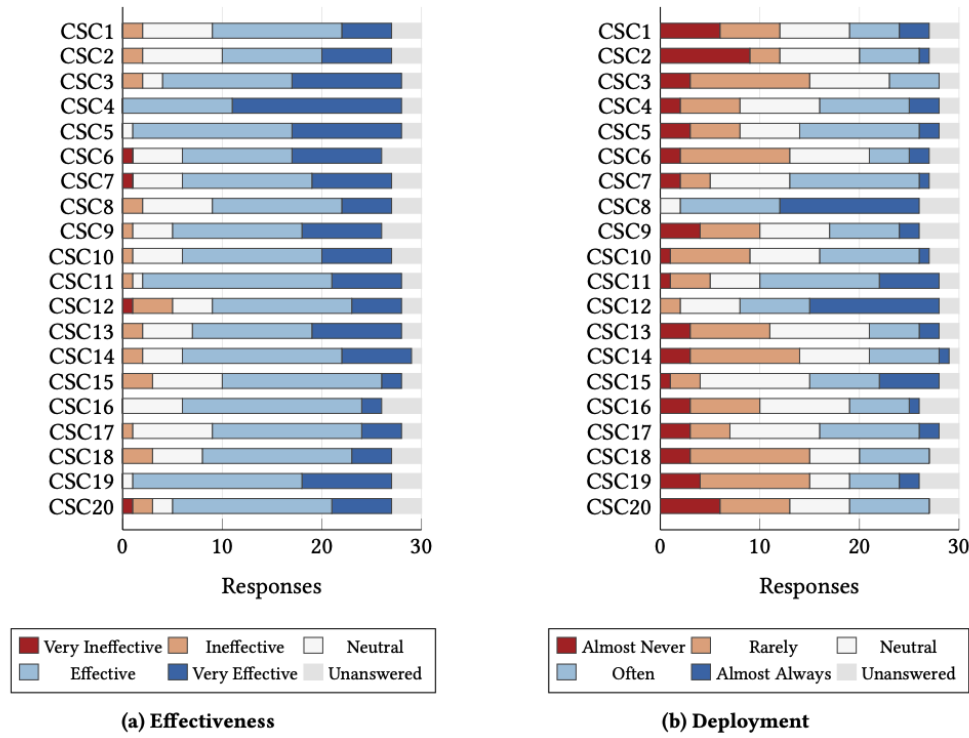 CSC1
CSC2
CSC3
CSC4
CSC5
CSC6
CSC7
CSC8
CSC9
CSC10
CSC11
CSC12
CSC13
CSC14
CSC15
CSC16
CSC17
CSC18
CSC19
CSC20
0 10 20 30
Responses
Very Ineffective Ineffective Neutral
Effective Very Effective Unanswered
(a) Effectiveness
CSC1
CSC2
CSC3
CSC4
CSC5
CSC6
CSC7
CSC8
CSC9
CSC10
CSC11
CSC12
CSC13
CSC14
CSC15
CSC16
CSC17
CSC18
CSC19
CSC20
0 10 20 30
Responses
Almost Never Rarely Neutral
Often Almost Always Unanswered
(b) Deployment